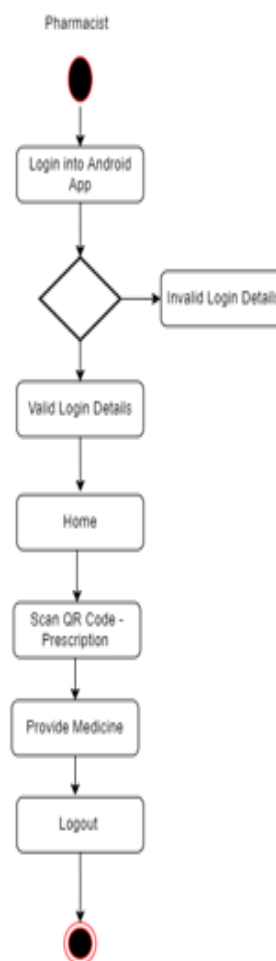 Pharmacist
Login into Android
App
Invalid Login Details
Valid Login Details
Home
Scan QR Code -
Prescription
Provide Medicine
Logout